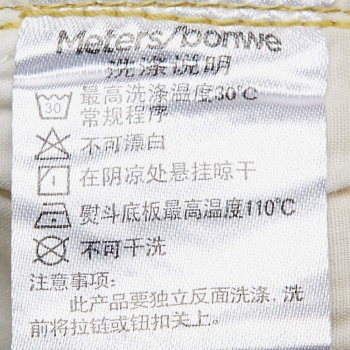 Meters/bonwe
洗涤说明
30
最高洗涤温度30℃
常规程序
不可漂白
在阴凉处悬挂晾干
熨斗底板最高温度110℃
不可干洗
注意事项:
此产品要独立反面洗涤,洗
前将拉链或钮扣关上。